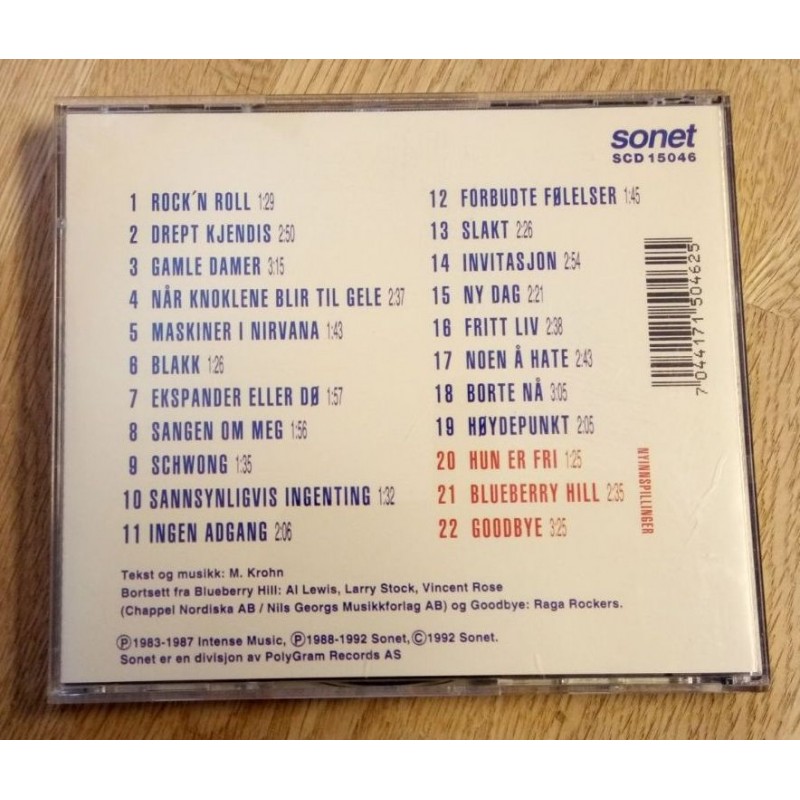 sonet
SCD 15046
1 ROCK´N ROLL 1:29
2 DREPT KJENDIS 2:50
3 GAMLE DAMER 3:15
4 NÅR KNOKLENE BLIR TIL GELE 2:37
5 MASKINER I NIRVANA 1:43
6 BLAKK 1:26
7 EKSPANDER ELLER DØ 1:57
8 SANGEN OM MEG 1:56
9 SCHWONG 1:35
10 SANNSYNLIGVIS INGENTING 1:32
11 INGEN ADGANG 2:06
12 FORBUDTE FØLELSER 1:45
13 SLAKT 2:26
14 INVITASJON 2:54
15 NY DAG 2:21
16 FRITT LIV 2:38
17 NOEN Å HATE 2:43
18 BORTE NÅ 3:05
19 HØYDEPUNKT 2:05
20 HUN ER FRI 1:25
21 BLUEBERRY HILL 2:35
22 GOODBYE 3:25
NYINNSPILLINGER
7 044171 504625
Tekst og musikk: M. Krohn
Bortsett fra Blueberry Hill: Al Lewis, Larry Stock, Vincent Rose
(Chappel Nordiska AB / Nils Georgs Musikkforlag AB) og Goodbye: Raga Rockers.
Ⓟ1983-1987 Intense Music, Ⓟ1988-1992 Sonet, Ⓒ1992 Sonet.
Sonet er en divisjon av PolyGram Records AS